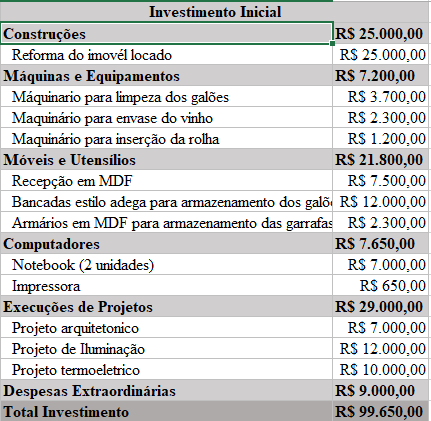 Investimento Inicial
Construções R$ 25.000,00
Reforma do imovél locado R$ 25.000,00
Máquinas e Equipamentos R$ 7.200,00
Máquinario para limpeza dos galões R$ 3.700,00
Maquinário para envase do vinho R$ 2.300,00
Maquinário para inserção da rolha R$ 1.200,00
Móveis e Utensílios R$ 21.800,00
Recepção em MDF R$ 7.500,00
Bancadas estilo adega para armazenamento dos galõ R$ 12.000,00
Armários em MDF para armazenamento das garrafas R$ 2.300,00
Computadores R$ 7.650,00
Notebook (2 unidades) R$ 7.000,00
Impressora R$ 650,00
Execuções de Projetos R$ 29.000,00
Projeto arquitetonico R$ 7.000,00
Projeto de Iluminação R$ 12.000,00
Projeto termoeletrico R$ 10.000,00
Despesas Extraordinárias R$ 9.000,00
Total Investimento R$ 99.650,00